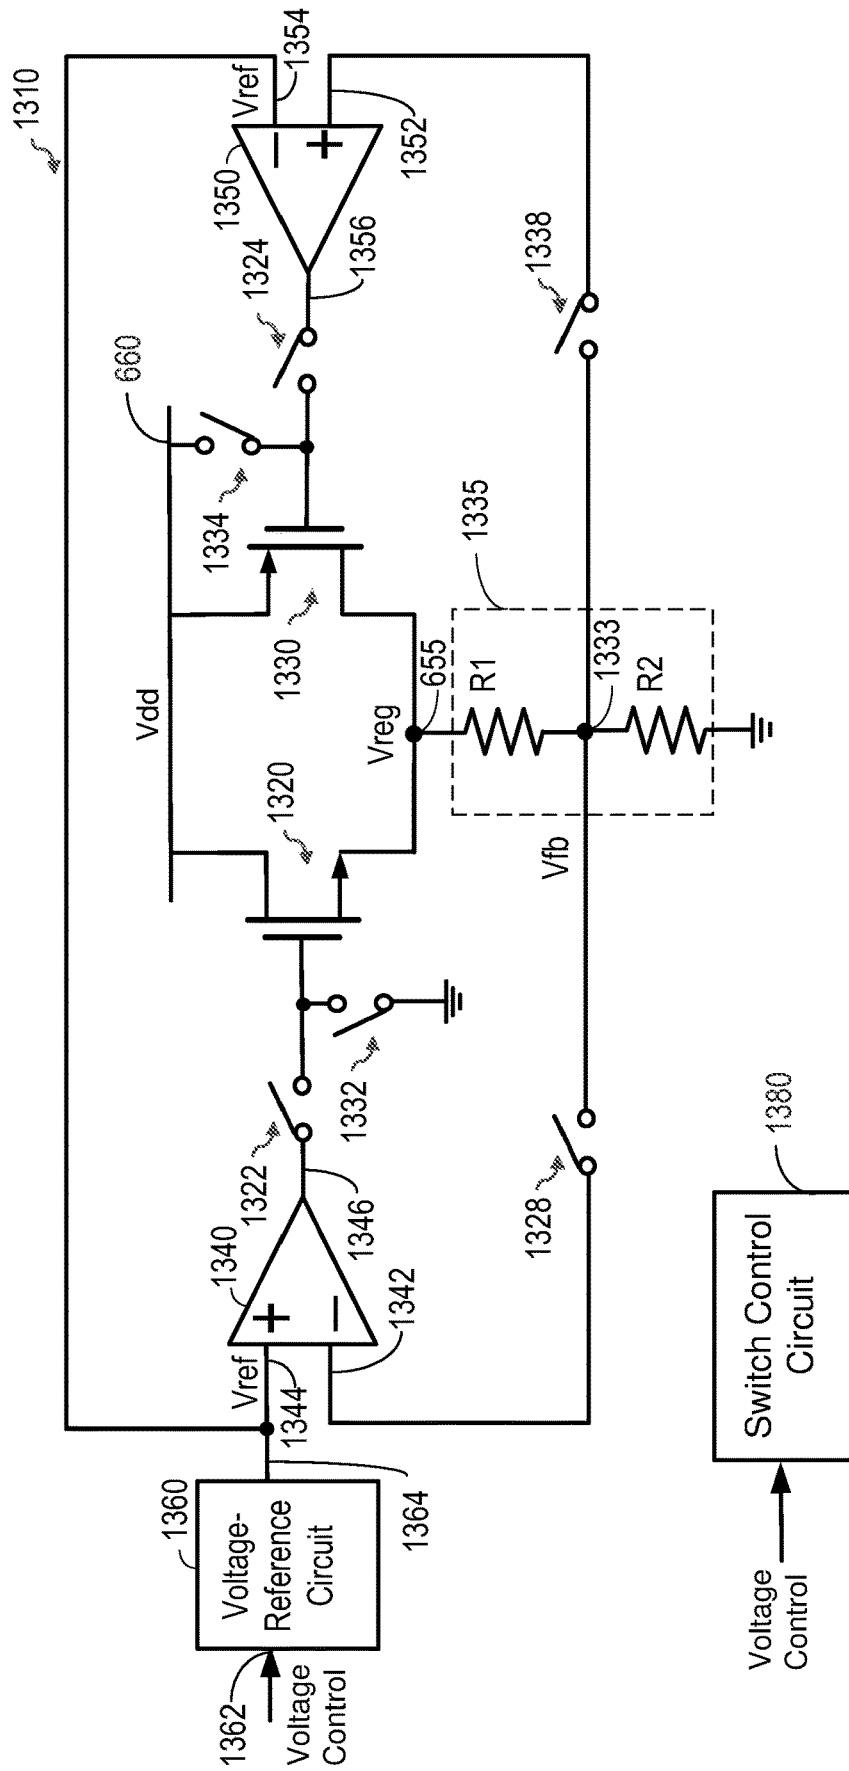 1310
Vref
1354
1350
1352
1324
1356
1338
660
1334
1330
1335
Vdd
655
R1
1333
R2
Vreg
1320
Vfb
1332
1322
1346
1328
1340
1342
Vref
1344
1360
Voltage-
Reference
Circuit
1364
1362
Voltage
Control
1380
Switch Control
Circuit
Voltage
Control